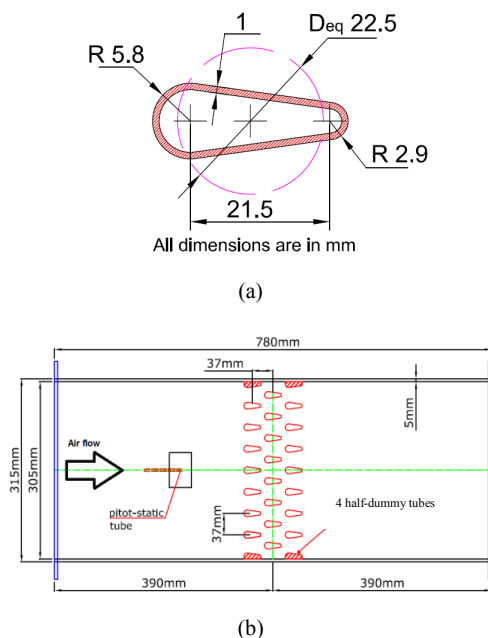 Deq 22.5
1
R 5.8
R 2.9
21.5
All dimensions are in mm
(a)
780mm
37mm
5mm
Air flow
315mm
305mm
pitot-static
tube
4 half-dummy tubes
37mm
390mm
390mm
(b)